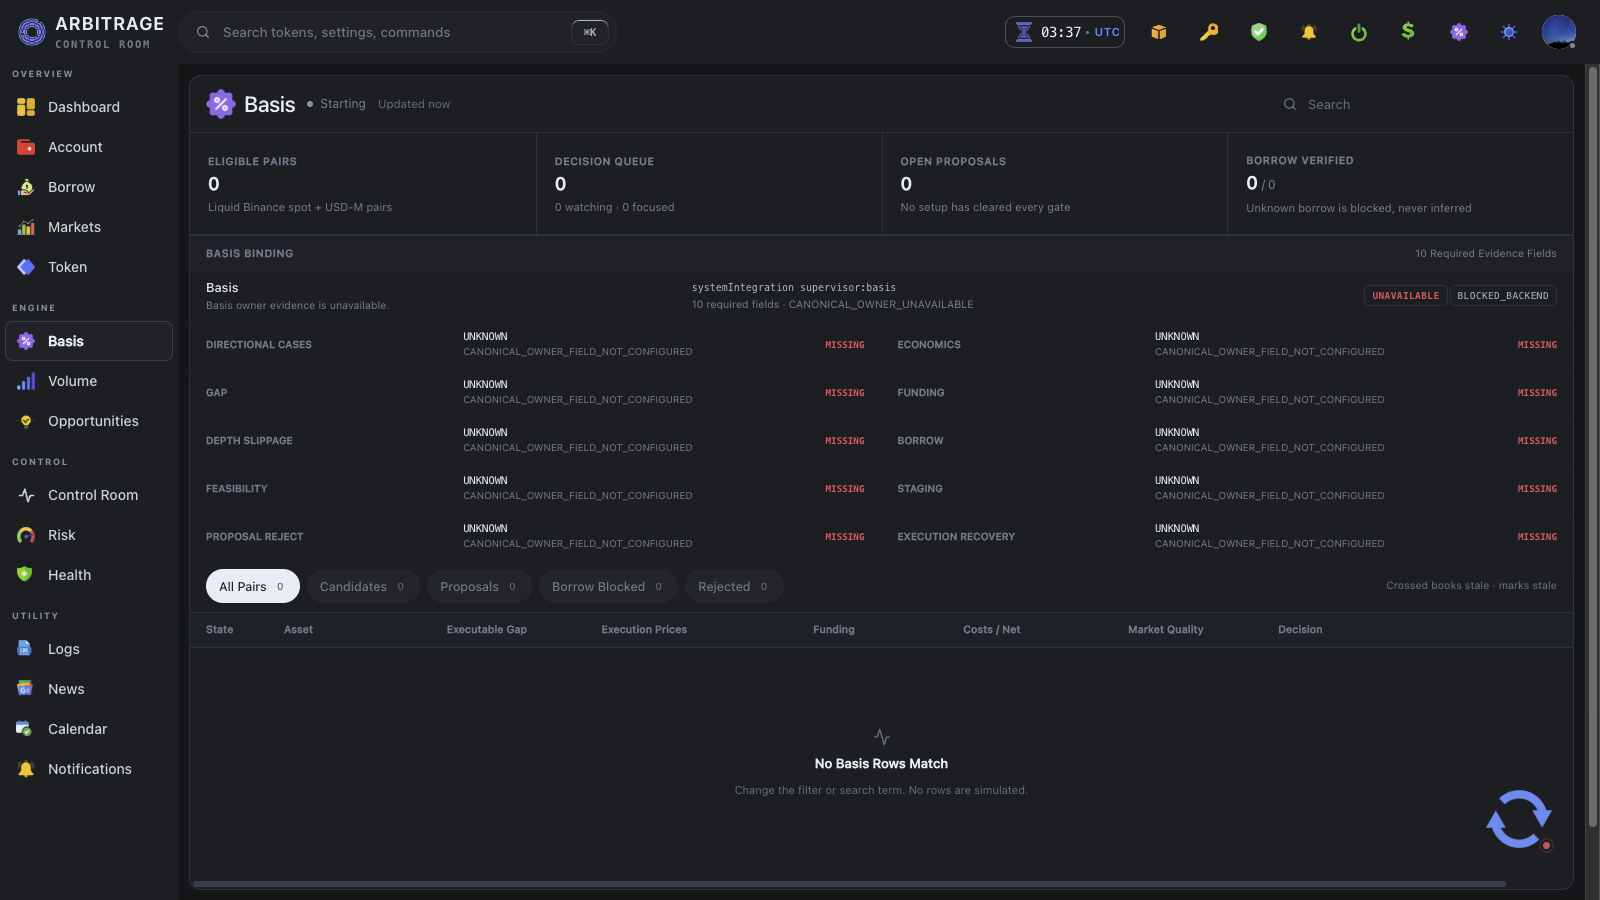 ARBITRAGE
CONTROL ROOM
Search tokens, settings, commands
⌘K
03:37 • UTC
OVERVIEW
Dashboard
Account
Borrow
Markets
Token
ENGINE
Basis
Volume
Opportunities
CONTROL
Control Room
Risk
Health
UTILITY
Logs
News
Calendar
Notifications
Basis
Starting
Updated now
Search
ELIGIBLE PAIRS
0
Liquid Binance spot + USD-M pairs
DECISION QUEUE
0
0 watching · 0 focused
OPEN PROPOSALS
0
No setup has cleared every gate
BORROW VERIFIED
0 / 0
Unknown borrow is blocked, never inferred
BASIS BINDING
10 Required Evidence Fields
Basis
Basis owner evidence is unavailable.
systemIntegration supervisor:basis
10 required fields · CANONICAL_OWNER_UNAVAILABLE
UNAVAILABLE
BLOCKED_BACKEND
DIRECTIONAL CASES
UNKNOWN
CANONICAL_OWNER_FIELD_NOT_CONFIGURED
MISSING
ECONOMICS
UNKNOWN
CANONICAL_OWNER_FIELD_NOT_CONFIGURED
MISSING
GAP
UNKNOWN
CANONICAL_OWNER_FIELD_NOT_CONFIGURED
MISSING
FUNDING
UNKNOWN
CANONICAL_OWNER_FIELD_NOT_CONFIGURED
MISSING
DEPTH SLIPPAGE
UNKNOWN
CANONICAL_OWNER_FIELD_NOT_CONFIGURED
MISSING
BORROW
UNKNOWN
CANONICAL_OWNER_FIELD_NOT_CONFIGURED
MISSING
FEASIBILITY
UNKNOWN
CANONICAL_OWNER_FIELD_NOT_CONFIGURED
MISSING
STAGING
UNKNOWN
CANONICAL_OWNER_FIELD_NOT_CONFIGURED
MISSING
PROPOSAL REJECT
UNKNOWN
CANONICAL_OWNER_FIELD_NOT_CONFIGURED
MISSING
EXECUTION RECOVERY
UNKNOWN
CANONICAL_OWNER_FIELD_NOT_CONFIGURED
MISSING
All Pairs 0
Candidates 0
Proposals 0
Borrow Blocked 0
Rejected 0
Crossed books stale · marks stale
State
Asset
Executable Gap
Execution Prices
Funding
Costs / Net
Market Quality
Decision
No Basis Rows Match
Change the filter or search term. No rows are simulated.